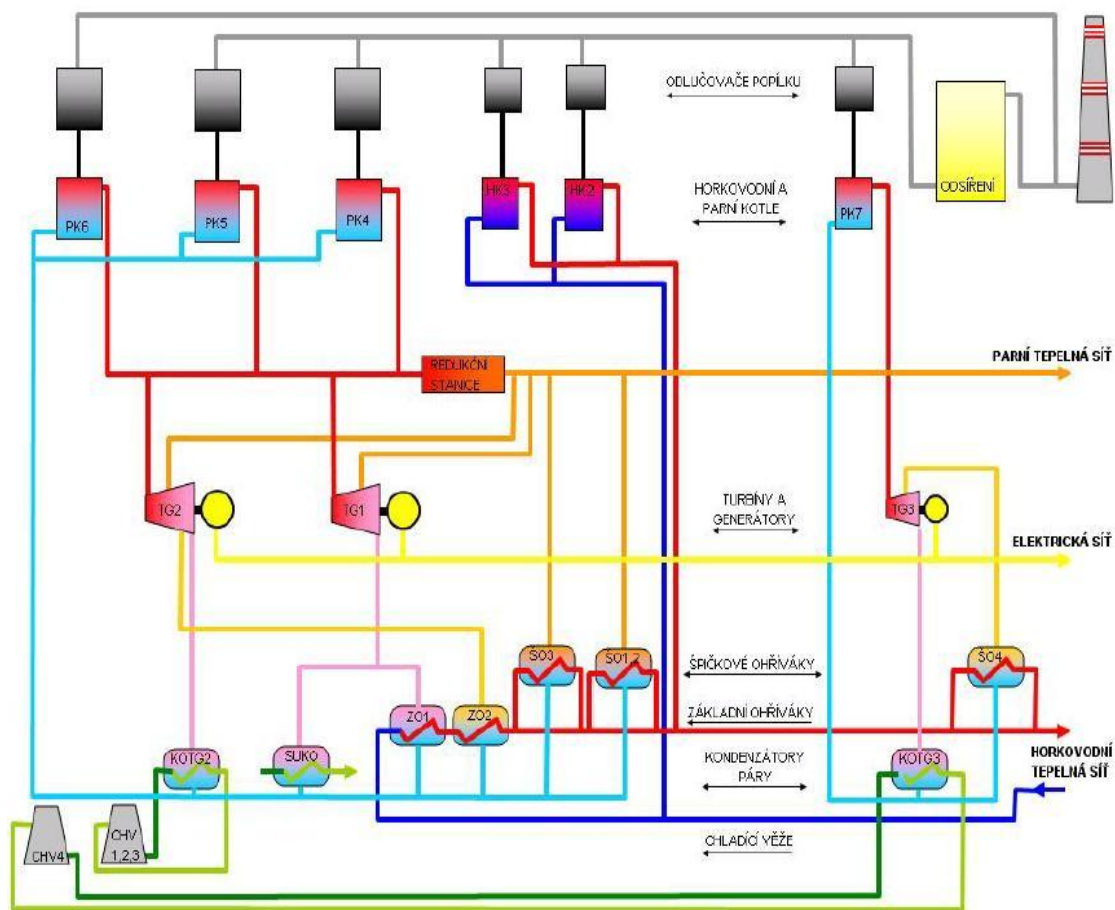 ODLUČOVAČE POPÍLKU
ODSÍŘENÍ
PK6
PK5
PK4
HK3
HK2
HORKOVODNÍ A
PARNÍ KOTLE
PK7
REDUKČNÍ
STANICE
PARNÍ TEPELNÁ SÍŤ
TG2
TG1
TURBÍNY A
GENERÁTORY
TG3
ELEKTRICKÁ SÍŤ
ŠO3
ŠO1,2
ŠPIČKOVÉ OHŘÍVÁKY
ŠO4
ZO1
ZO2
ZÁKLADNÍ OHŘÍVÁKY
KOTG2
SUKO
KONDENZÁTORY
PÁRY
KOTG3
HORKOVODNÍ
TEPELNÁ SÍŤ
CHV4
CHV
1,2,3
CHLADÍCÍ VĚŽE